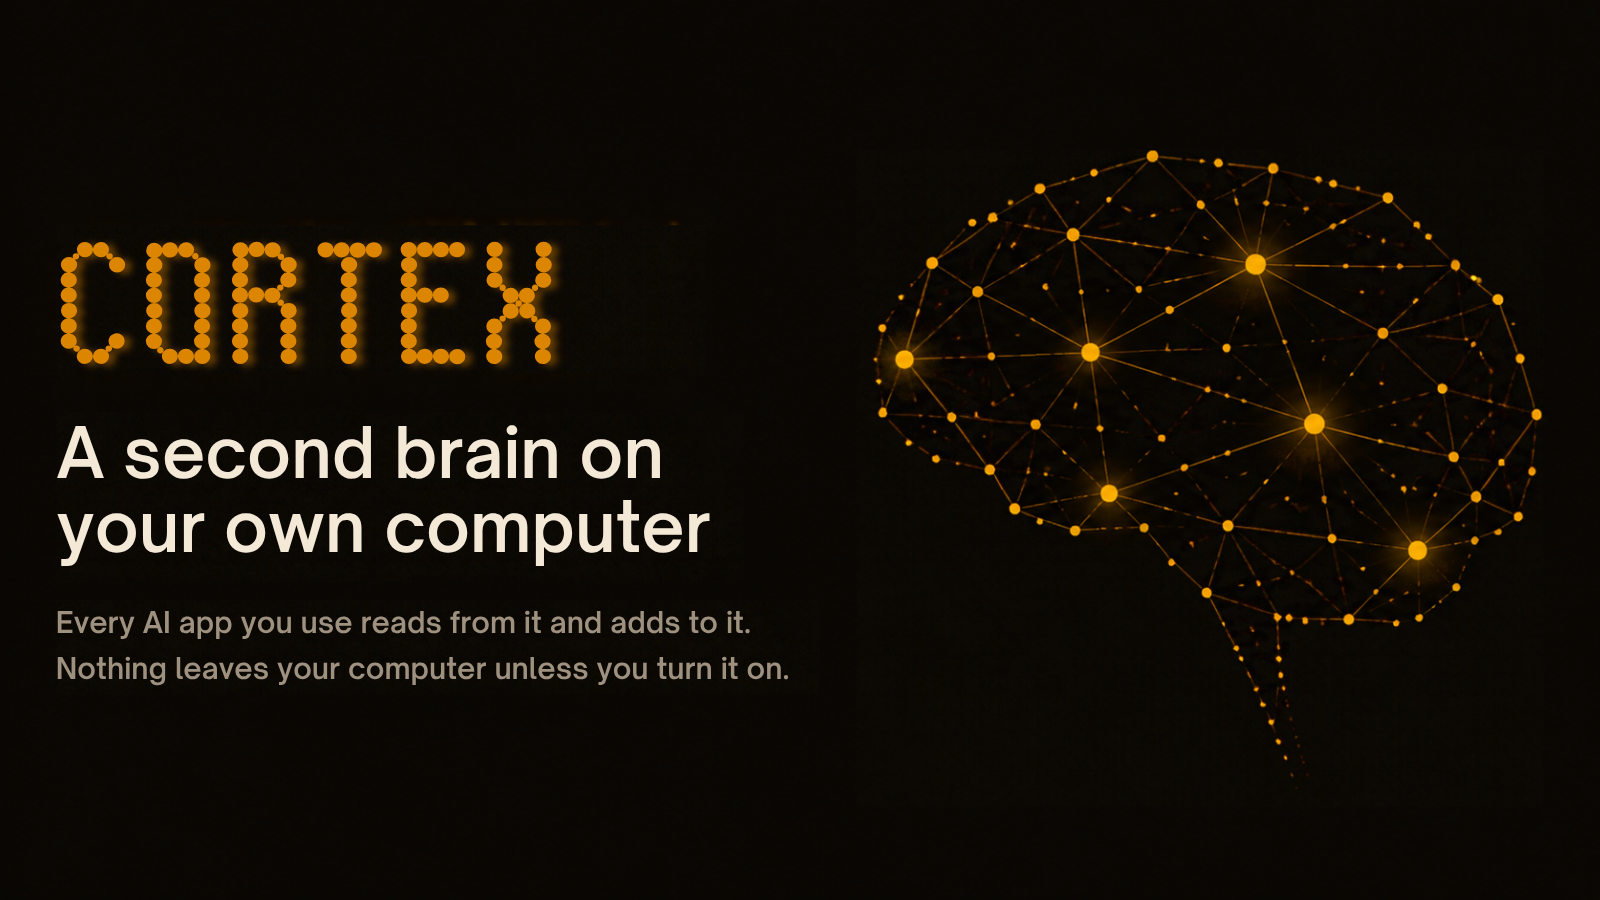 CORTEX
A second brain on
your own computer
Every AI app you use reads from it and adds to it.
Nothing leaves your computer unless you turn it on.